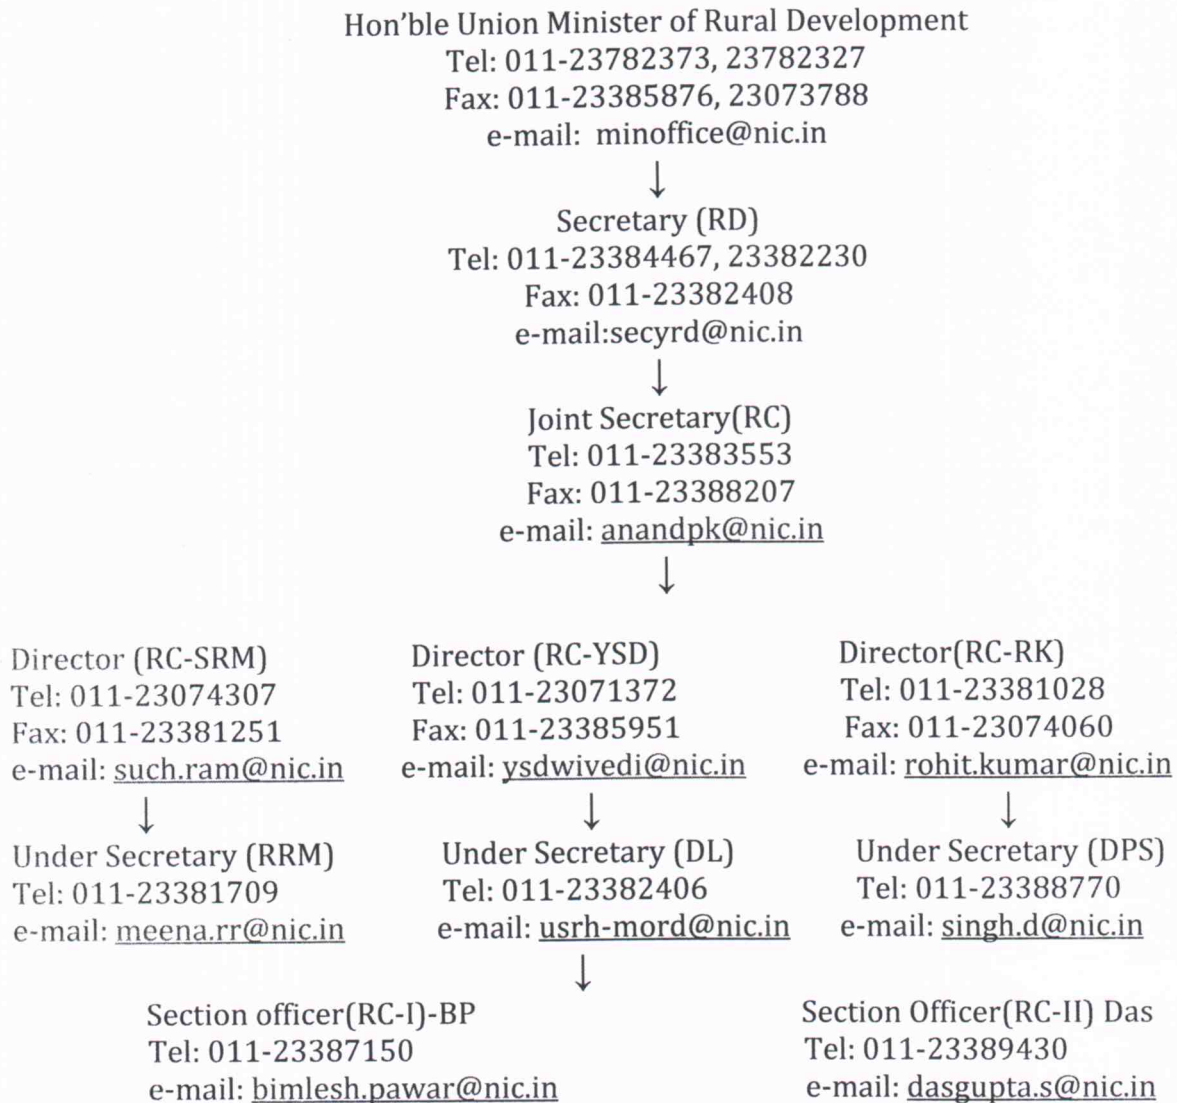 Hon'ble Union Minister of Rural Development
Tel: 011-23782373, 23782327
Fax: 011-23385876, 23073788
e-mail: minoffice@nic.in
↓
Secretary (RD)
Tel: 011-23384467, 23382230
Fax: 011-23382408
e-mail:secyrd@nic.in
↓
Joint Secretary(RC)
Tel: 011-23383553
Fax: 011-23388207
e-mail: anandpk@nic.in
↓
Director (RC-SRM)
Tel: 011-23074307
Fax: 011-23381251
e-mail: such.ram@nic.in
↓
Under Secretary (RRM)
Tel: 011-23381709
e-mail: meena.rr@nic.in
Director (RC-YSD)
Tel: 011-23071372
Fax: 011-23385951
e-mail: ysdwivedi@nic.in
↓
Under Secretary (DL)
Tel: 011-23382406
e-mail: usrh-mord@nic.in
Director(RC-RK)
Tel: 011-23381028
Fax: 011-23074060
e-mail: rohit.kumar@nic.in
↓
Under Secretary (DPS)
Tel: 011-23388770
e-mail: singh.d@nic.in
↓
Section officer(RC-I)-BP
Tel: 011-23387150
e-mail: bimlesh.pawar@nic.in
Section Officer(RC-II) Das
Tel: 011-23389430
e-mail: dasgupta.s@nic.in